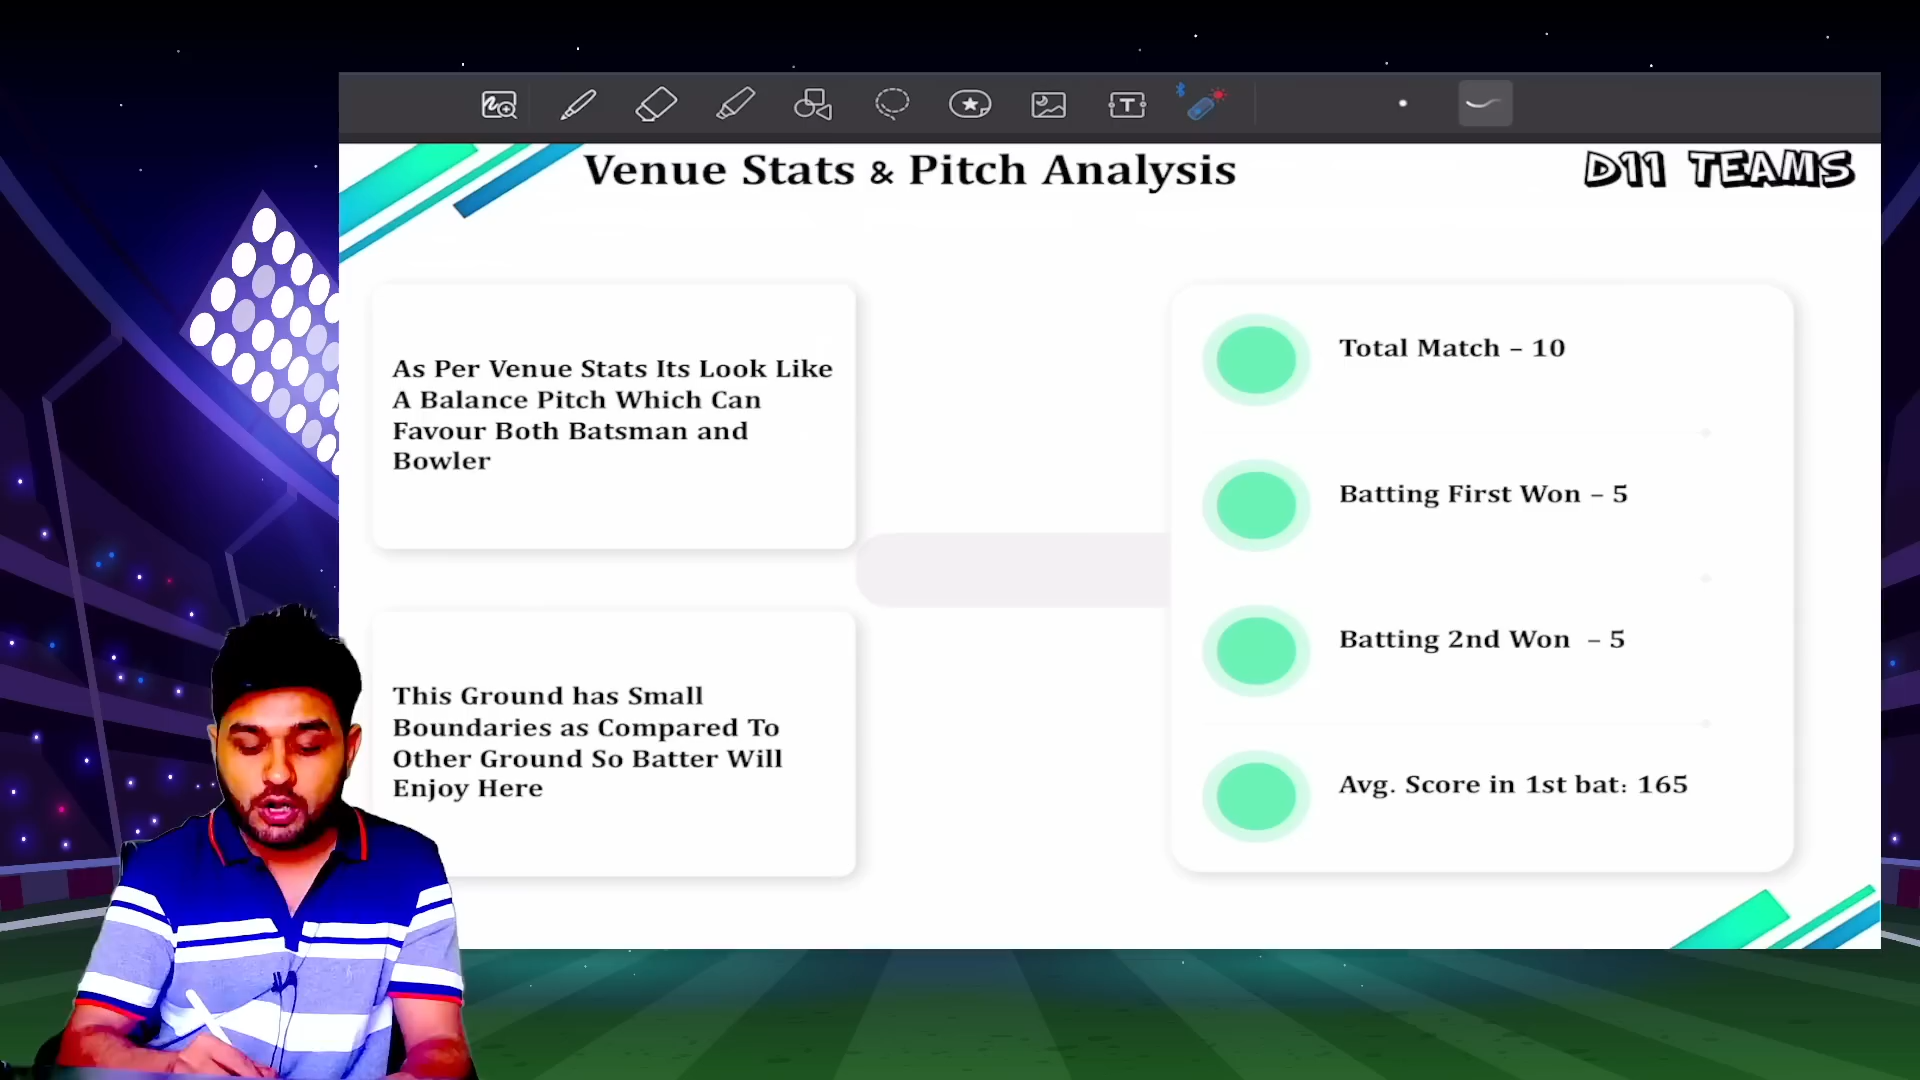 Venue Stats & Pitch Analysis
D11 TEAMS
As Per Venue Stats Its Look Like
A Balance Pitch Which Can
Favour Both Batsman and
Bowler
This Ground has Small
Boundaries as Compared To
Other Ground So Batter Will
Enjoy Here
Total Match – 10
Batting First Won – 5
Batting 2nd Won – 5
Avg. Score in 1st bat: 165